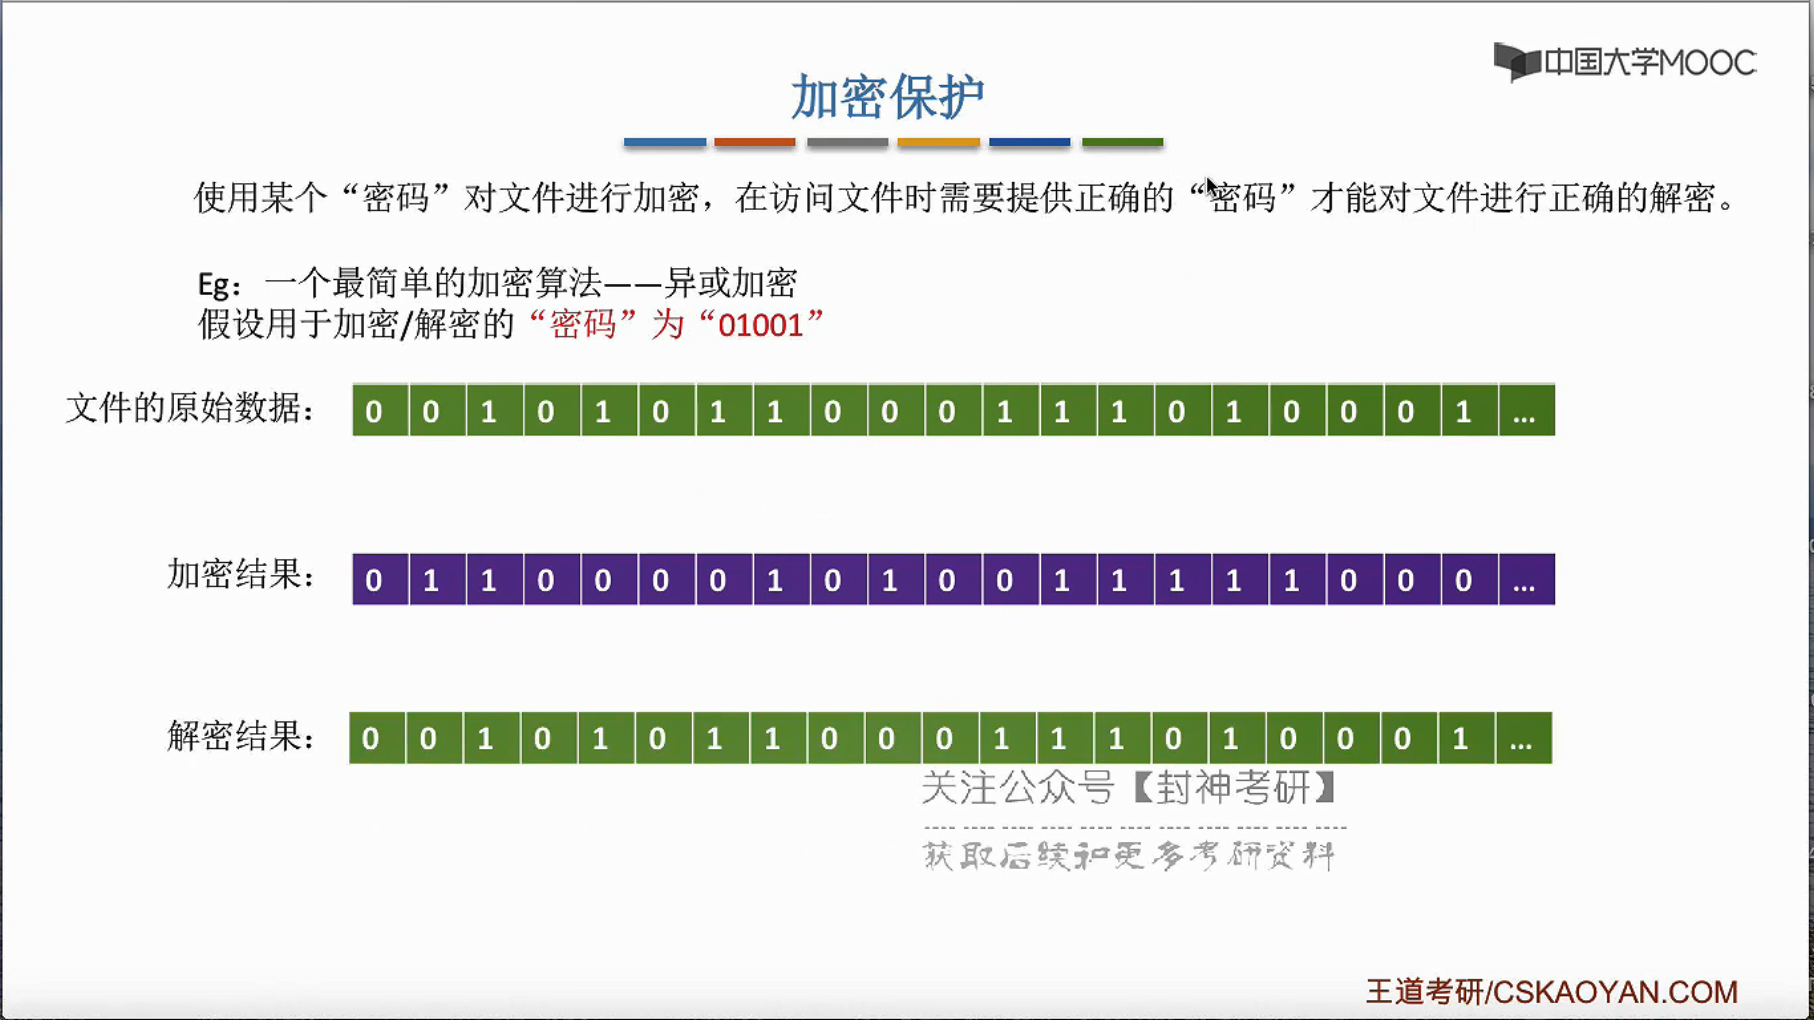 中国大学MOOC
加密保护
使用某个“密码”对文件进行加密，在访问文件时需要提供正确的“密码”才能对文件进行正确的解密。
Eg：一个最简单的加密算法——异或加密
假设用于加密/解密的“密码”为“01001”
文件的原始数据： 0 0 1 0 1 0 1 1 0 0 0 1 1 1 0 1 0 0 0 1 ...
加密结果： 0 1 1 0 0 0 0 1 0 1 0 0 1 1 1 1 1 0 0 0 ...
解密结果： 0 0 1 0 1 0 1 1 0 0 0 1 1 1 0 1 0 0 0 1 ...
关注公众号【封神考研】
获取后续和更多考研资料
王道考研/CSKAOYAN.COM